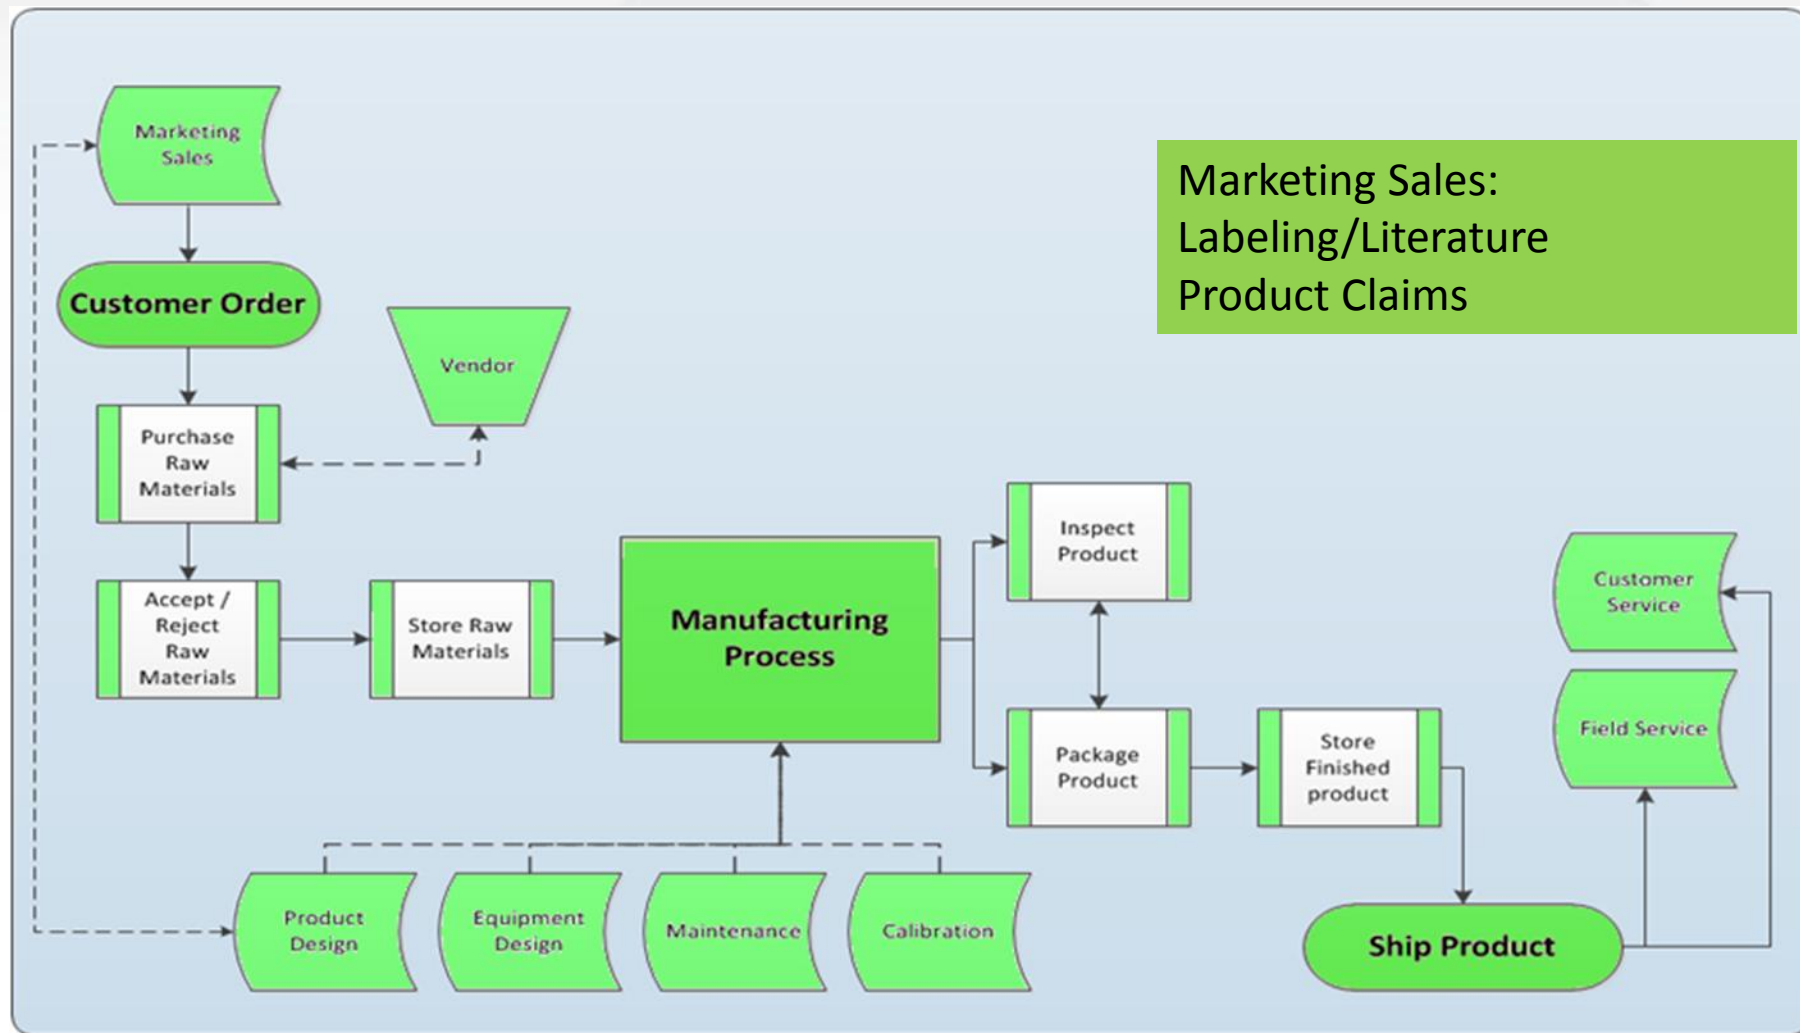 Marketing
Sales
Marketing Sales:
Labeling/Literature
Product Claims
Customer Order
Vendor
Purchase
Raw
Materials
Accept /
Reject
Raw
Materials
Store Raw
Materials
Manufacturing
Process
Inspect
Product
Package
Product
Store
Finished
product
Customer
Service
Field Service
Product
Design
Equipment
Design
Maintenance
Calibration
Ship Product